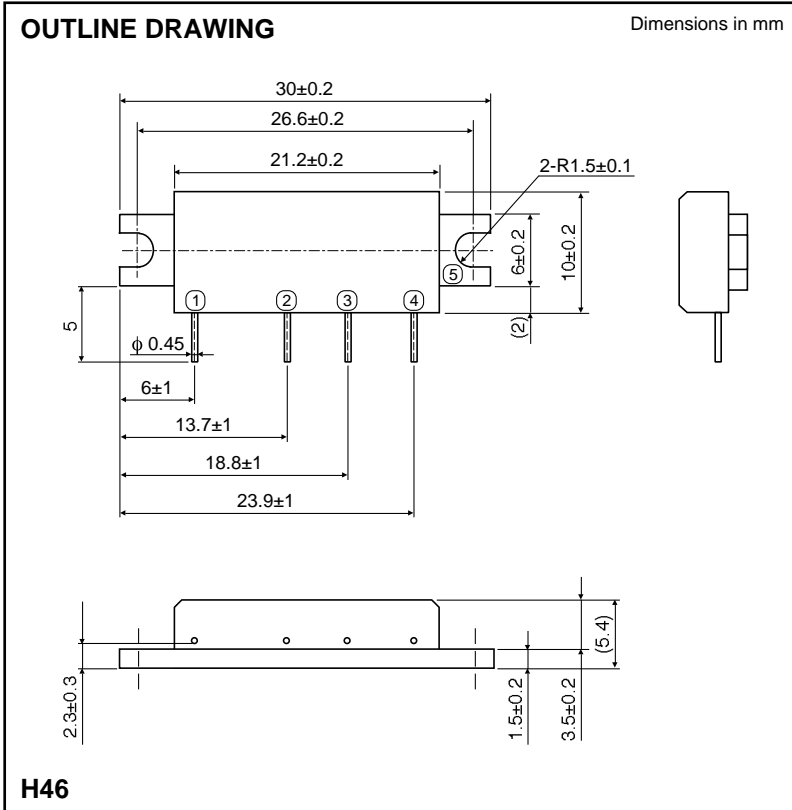 OUTLINE DRAWING
Dimensions in mm
30±0.2
26.6±0.2
21.2±0.2
2-R1.5±0.1
6±0.2
10±0.2
⑤
① ② ③ ④
5
(2)
ϕ 0.45
6±1
13.7±1
18.8±1
23.9±1
2.3±0.3
1.5±0.2
3.5±0.2
(5.4)
H46